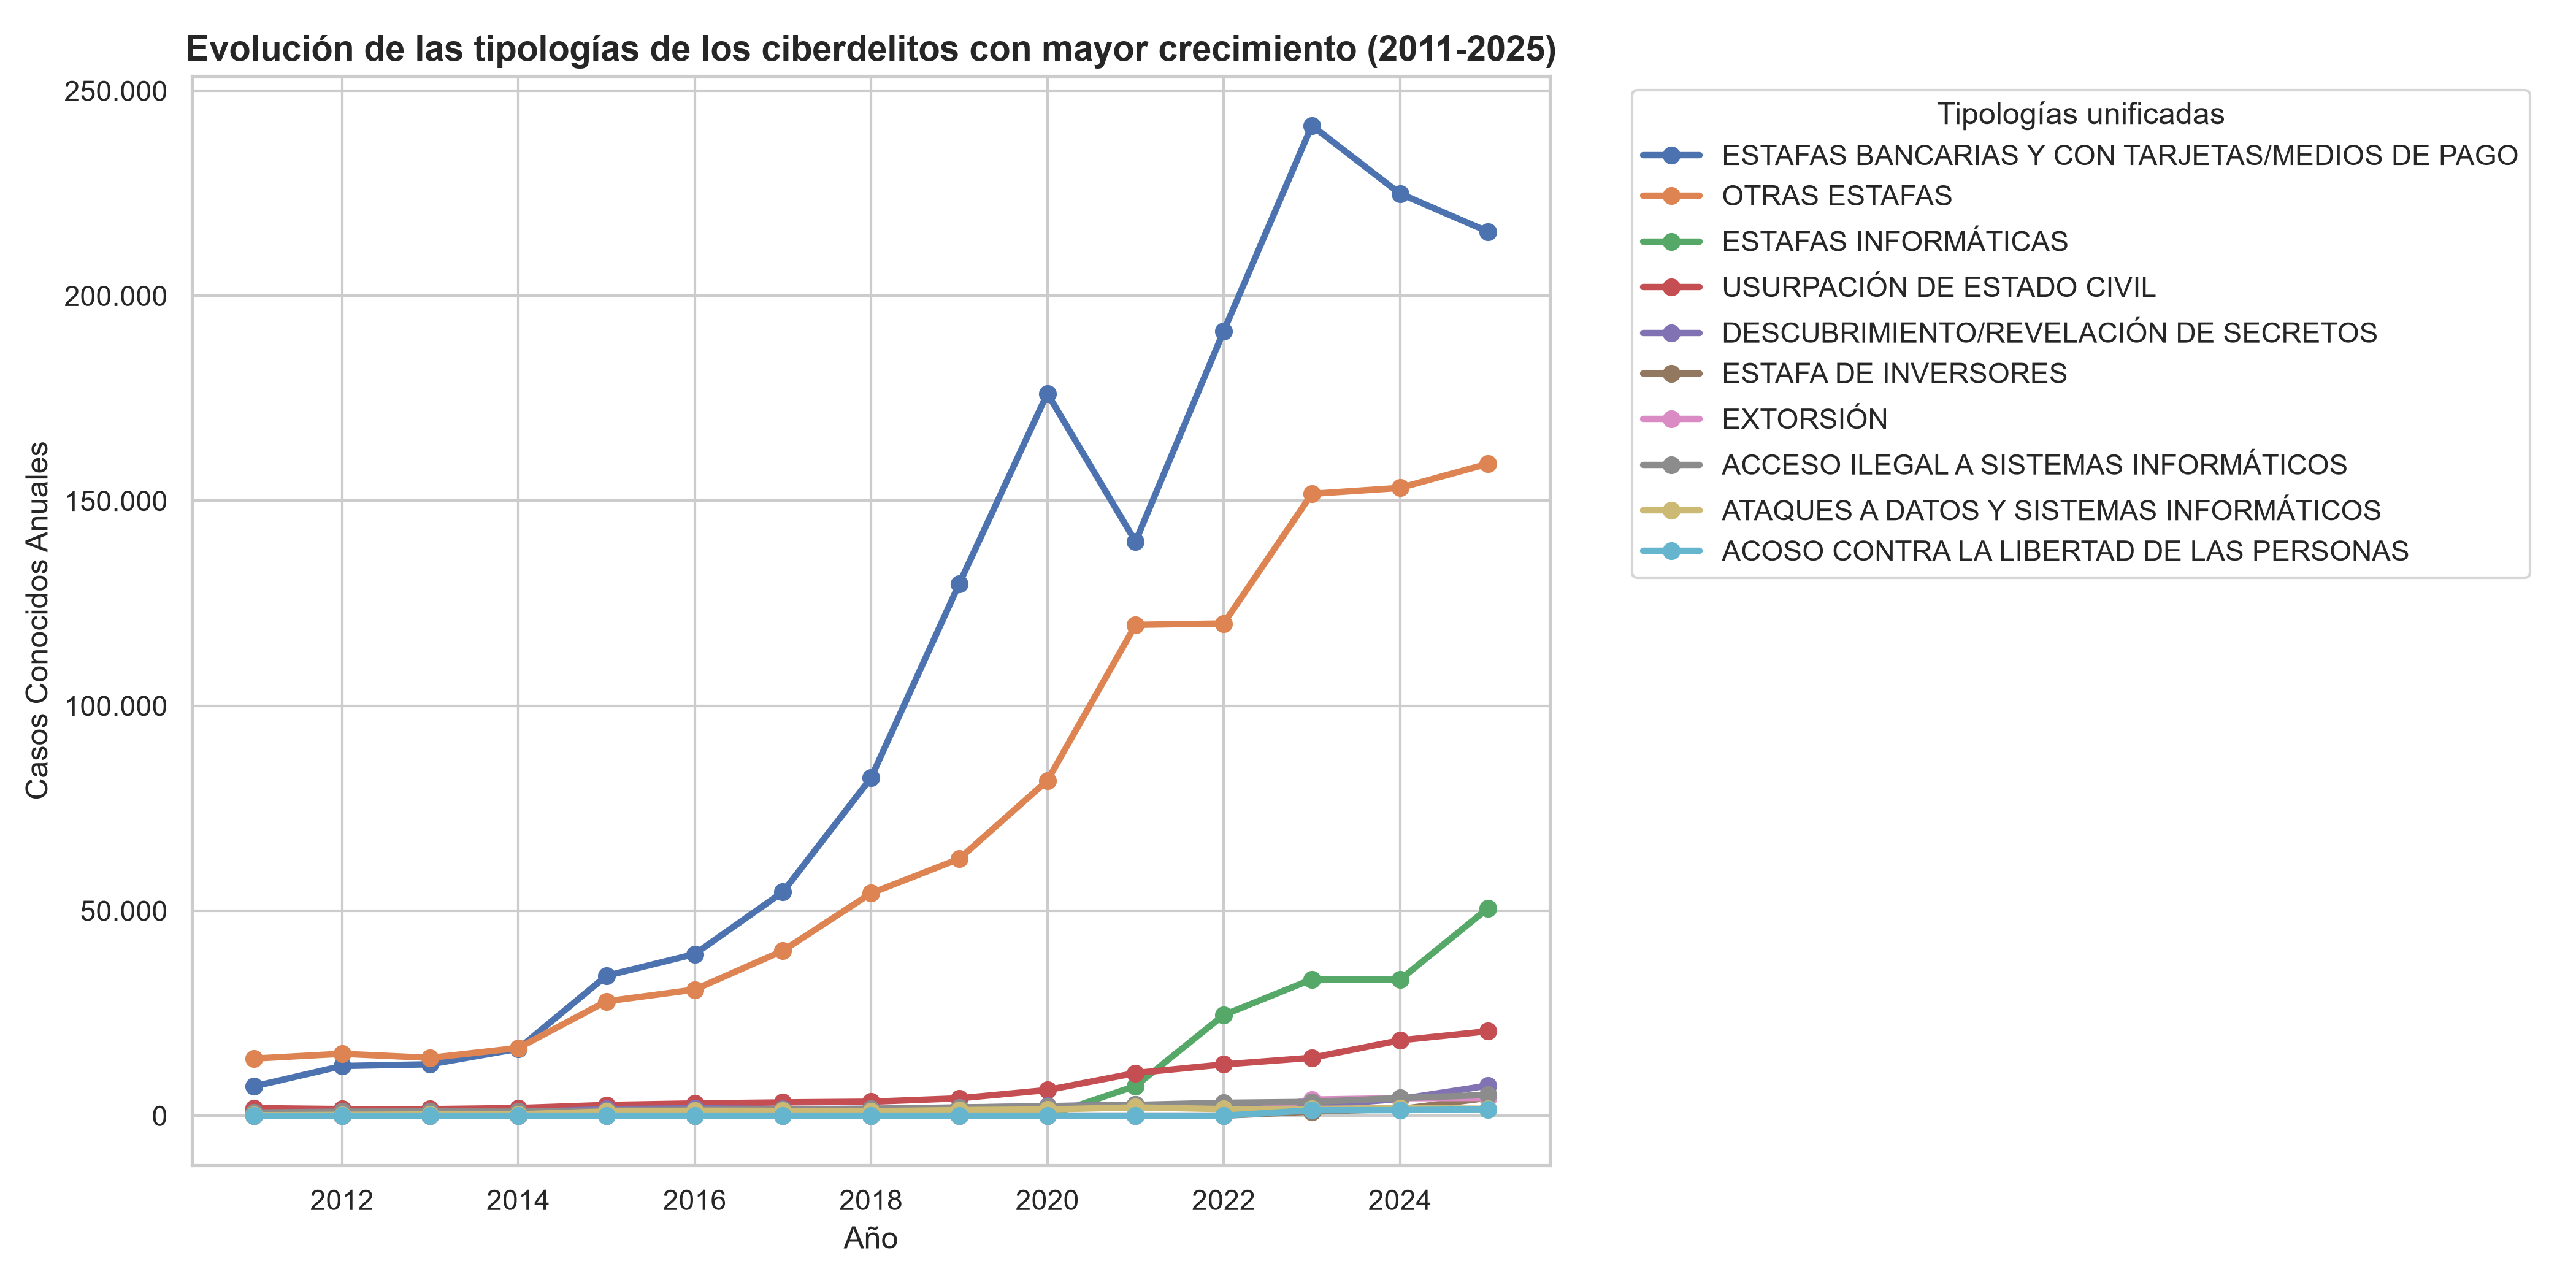 Evolución de las tipologías de los ciberdelitos con mayor crecimiento (2011-2025)
250.000
200.000
150.000
100.000
50.000
0
Casos Conocidos Anuales
2012
2014
2016
2018
2020
2022
2024
Año
Tipologías unificadas
ESTAFAS BANCARIAS Y CON TARJETAS/MEDIOS DE PAGO
OTRAS ESTAFAS
ESTAFAS INFORMÁTICAS
USURPACIÓN DE ESTADO CIVIL
DESCUBRIMIENTO/REVELACIÓN DE SECRETOS
ESTAFA DE INVERSORES
EXTORSIÓN
ACCESO ILEGAL A SISTEMAS INFORMÁTICOS
ATAQUES A DATOS Y SISTEMAS INFORMÁTICOS
ACOSO CONTRA LA LIBERTAD DE LAS PERSONAS